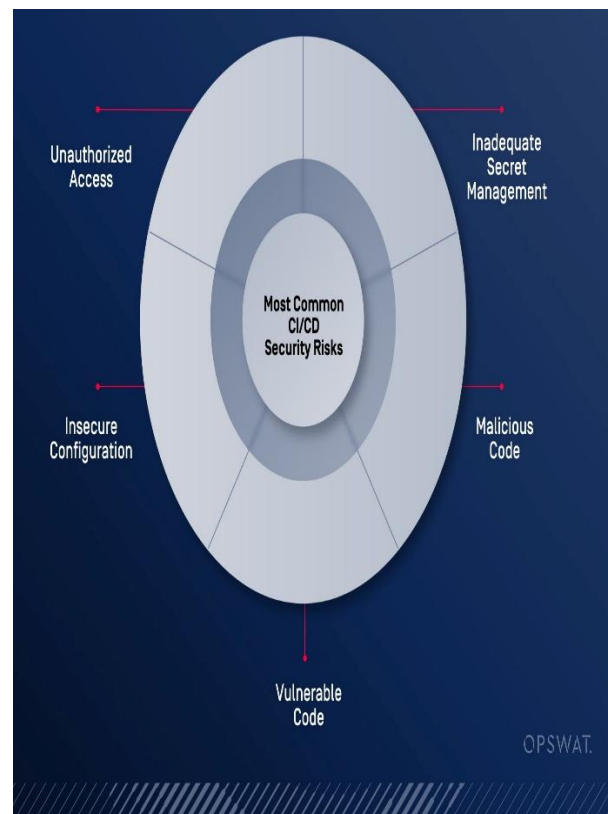 Unauthorized
Access
Inadequate
Secret
Management
Most Common
CI/CD
Security Risks
Insecure
Configuration
Malicious
Code
Vulnerable
Code
OPSWAT.